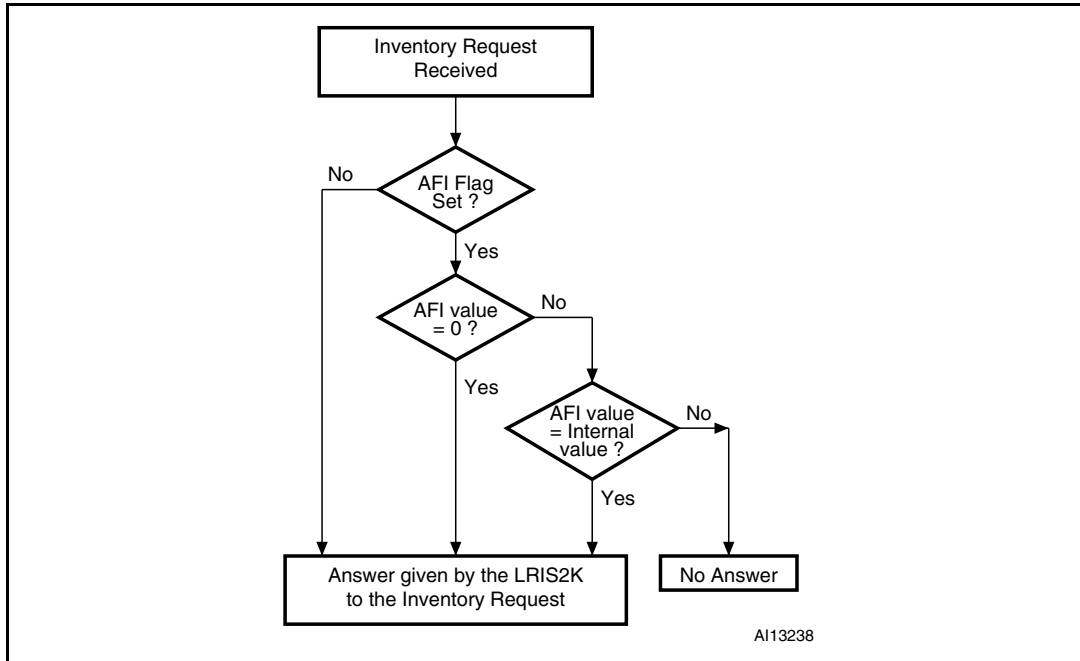 Inventory Request
Received
No
AFI Flag
Set ?
Yes
AFI value
= 0 ?
No
Yes
AFI value
= Internal
value ?
No
Yes
Answer given by the LRIS2K
to the Inventory Request
No Answer
AI13238